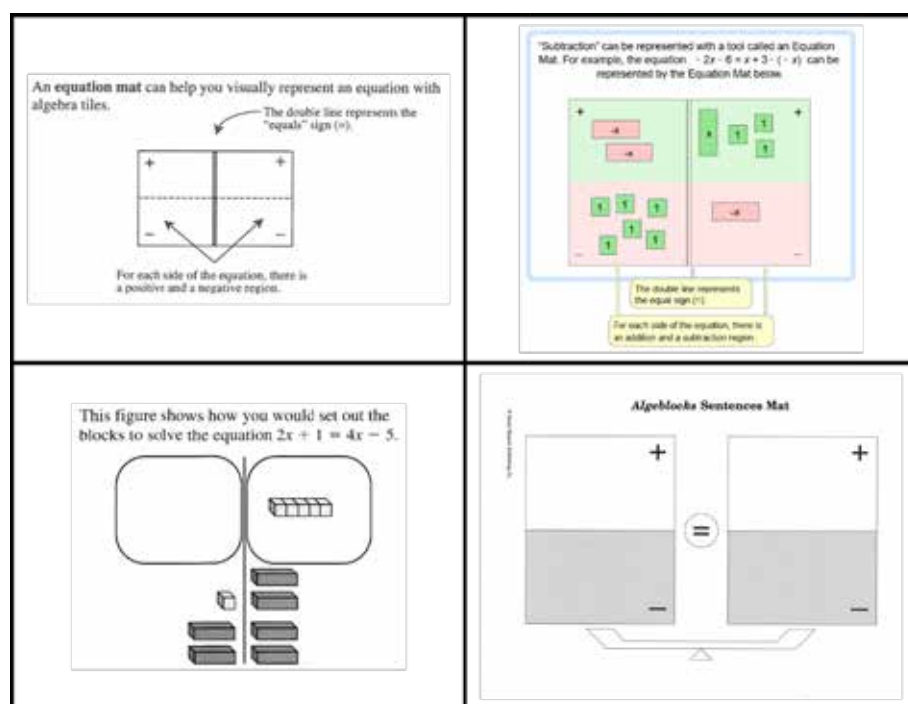 An equation mat can help you visually represent an equation with
algebra tiles.
The double line represents the
"equals" sign (=).
+ +
− −
For each side of the equation, there is
a positive and a negative region.
"Subtraction" can be represented with a tool called an Equation
Mat. For example, the equation - 2x - 6 = x + 3 - (- x) can be
represented by the Equation Mat below.
+ +
-x
-x
x 1 1 1
1 1 1
1
1 1
-x
− −
The double line represents
the equal sign (=)
For each side of the equation, there is
an addition and a subtraction region
This figure shows how you would set out the
blocks to solve the equation 2x + 1 = 4x − 5.
Algeblocks Sentences Mat
+ +
=
− −